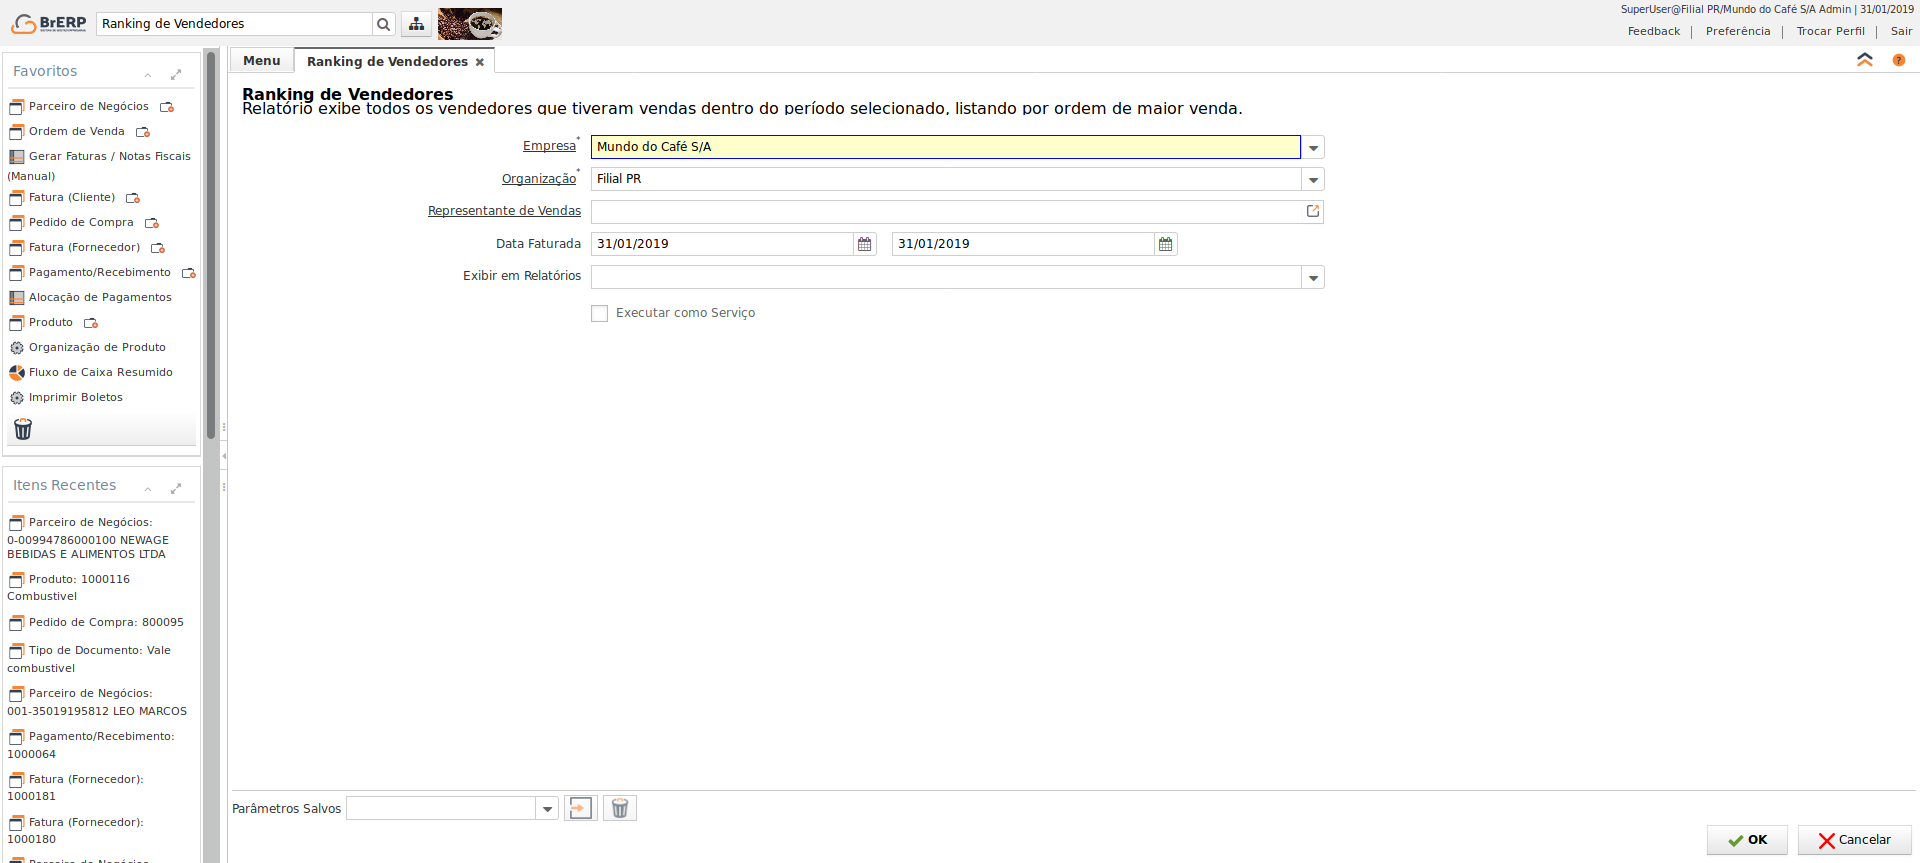 BrERP
Ranking de Vendedores
SuperUser@Filial PR/Mundo do Café S/A Admin | 31/01/2019
Feedback | Preferência | Trocar Perfil | Sair
Favoritos
Parceiro de Negócios
Ordem de Venda
Gerar Faturas / Notas Fiscais
(Manual)
Fatura (Cliente)
Pedido de Compra
Fatura (Fornecedor)
Pagamento/Recebimento
Alocação de Pagamentos
Produto
Organização de Produto
Fluxo de Caixa Resumido
Imprimir Boletos
Itens Recentes
Parceiro de Negócios:
0-00994786000100 NEWAGE
BEBIDAS E ALIMENTOS LTDA
Produto: 1000116
Combustivel
Pedido de Compra: 800095
Tipo de Documento: Vale
combustivel
Parceiro de Negócios:
001-35019195812 LEO MARCOS
Pagamento/Recebimento:
1000064
Fatura (Fornecedor):
1000181
Fatura (Fornecedor):
1000180
Parceiro de Negócios
Menu
Ranking de Vendedores
Ranking de Vendedores
Relatório exibe todos os vendedores que tiveram vendas dentro do período selecionado, listando por ordem de maior venda.
Empresa* Mundo do Café S/A
Organização* Filial PR
Representante de Vendas
Data Faturada 31/01/2019 31/01/2019
Exibir em Relatórios
Executar como Serviço
Parâmetros Salvos
OK Cancelar